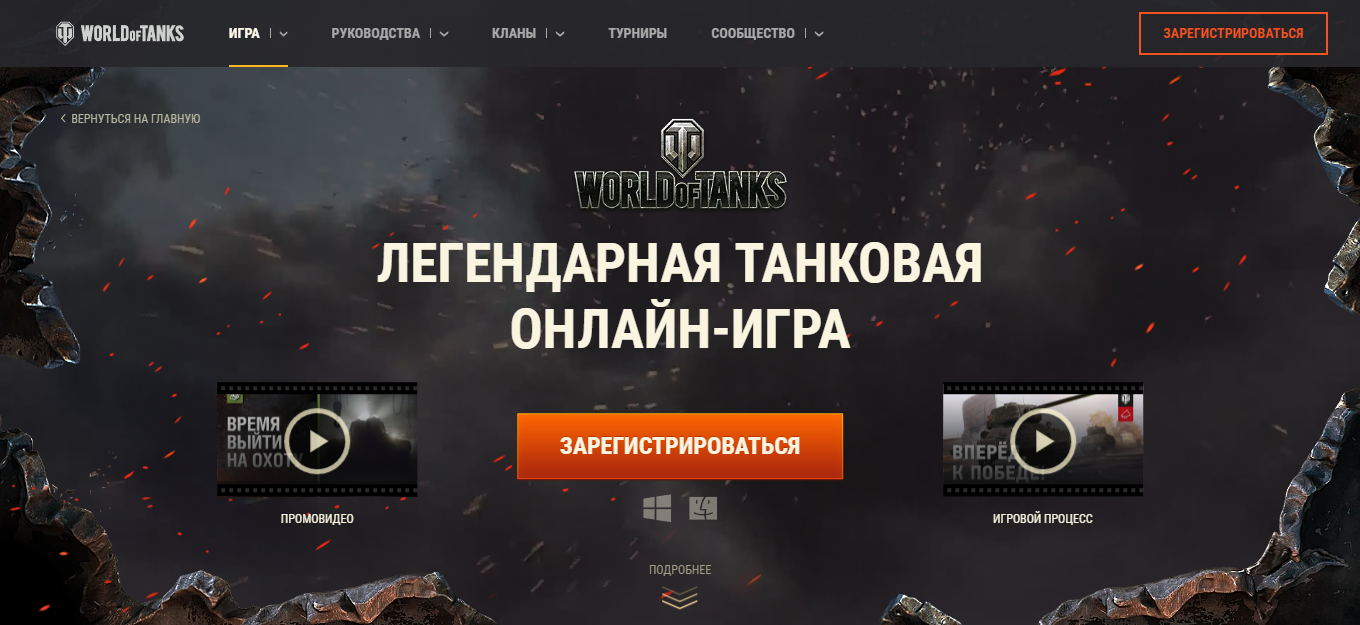 WORLD OF TANKS
ИГРА
РУКОВОДСТВА
КЛАНЫ
ТУРНИРЫ
СООБЩЕСТВО
ЗАРЕГИСТРИРОВАТЬСЯ
ВЕРНУТЬСЯ НА ГЛАВНУЮ
WORLD OF TANKS
ЛЕГЕНДАРНАЯ ТАНКОВАЯ
ОНЛАЙН-ИГРА
ВРЕМЯ
ВЫЙТИ
НА ОХОТУ
ПРОМОВИДЕО
ЗАРЕГИСТРИРОВАТЬСЯ
ВПЕРЁД,
К ПОБЕДЕ!
ИГРОВОЙ ПРОЦЕСС
ПОДРОБНЕЕ